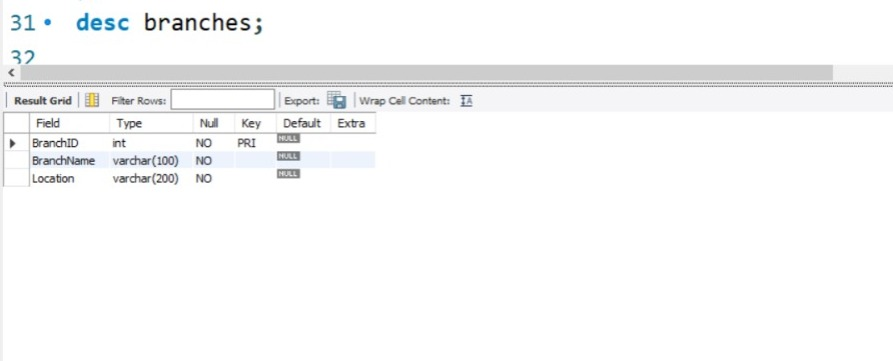 31 desc branches;
32
Result Grid Filter Rows: Export: Wrap Cell Content: IA
Field Type Null Key Default Extra
BranchID int NO PRI NULL
BranchName varchar(100) NO NULL
Location varchar(200) NO NULL